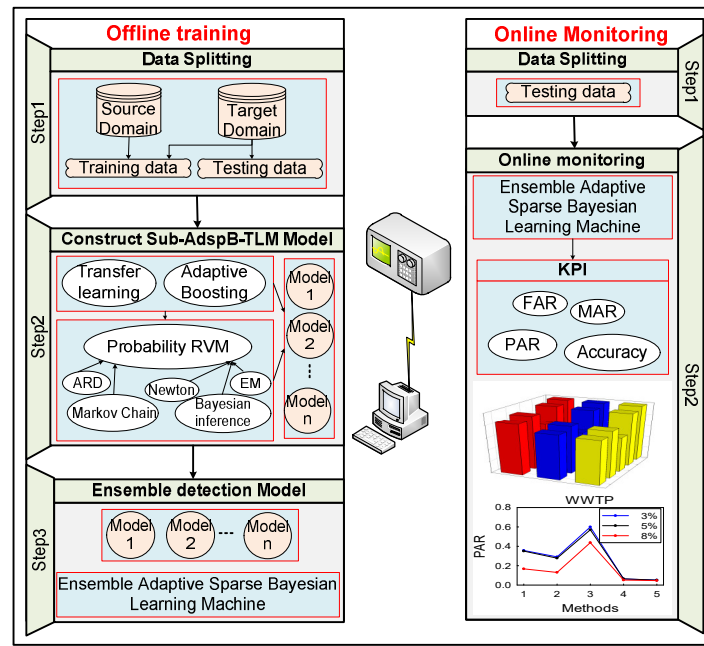 Offline training
Data Splitting
Step1
Source
Domain
Target
Domain
Training data
Testing data
Construct Sub-AdspB-TLM Model
Step2
Transfer
learning
Adaptive
Boosting
Model
1
Model
2
Model
n
Probability RVM
ARD
Newton
EM
Markov Chain
Bayesian
inference
Ensemble detection Model
Step3
Model
1
Model
2
Model
n
Ensemble Adaptive Sparse Bayesian
Learning Machine
Online Monitoring
Data Splitting
Step1
Testing data
Online monitoring
Step2
Ensemble Adaptive
Sparse Bayesian
Learning Machine
KPI
FAR
MAR
PAR
Accuracy
WWTP
0.8
0.6
0.4
0.2
0.0
PAR
3%
5%
8%
1 2 3 4 5
Methods